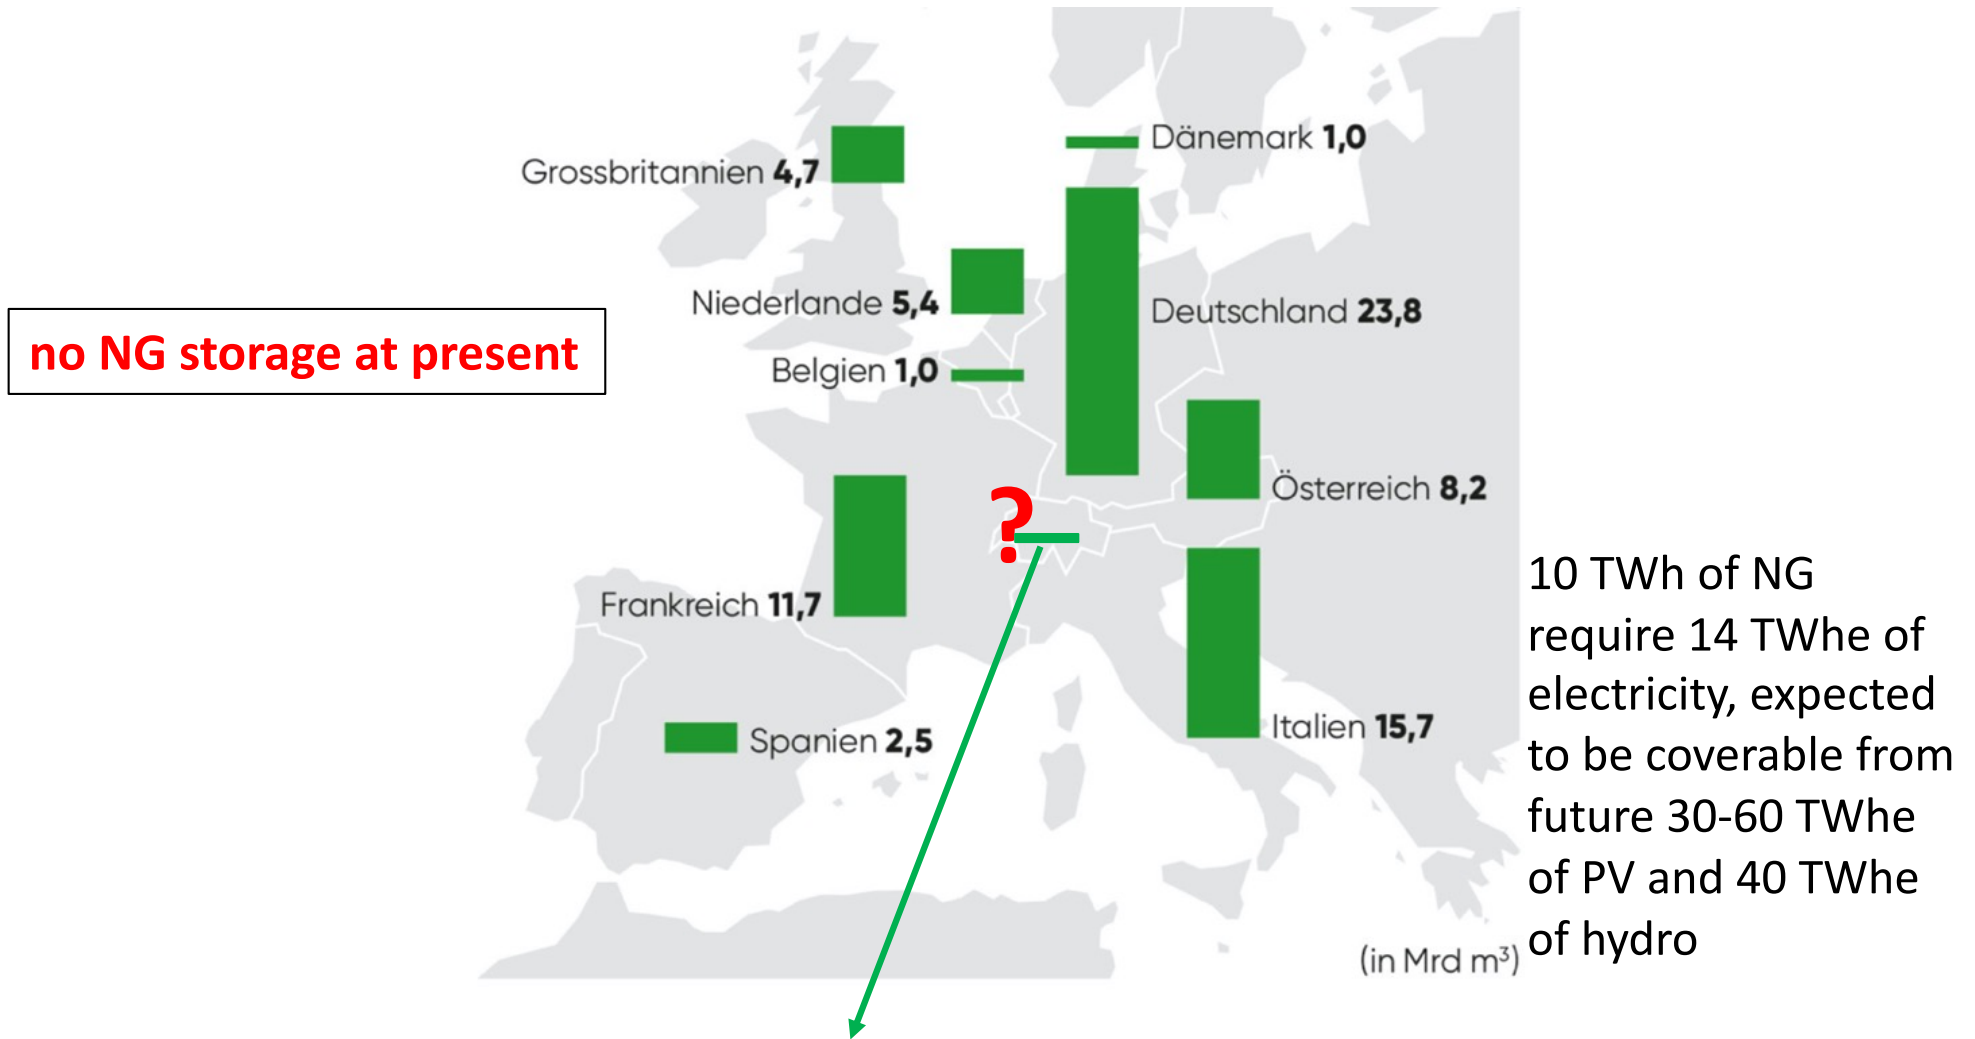 Dänemark 1,0
Grossbritannien 4,7
Niederlande 5,4
Deutschland 23,8
no NG storage at present
Belgien 1,0
Österreich 8,2
?
Frankreich 11,7
Spanien 2,5
Italien 15,7
(in Mrd m³)
10 TWh of NG
require 14 TWhe of
electricity, expected
to be coverable from
future 30-60 TWhe
of PV and 40 TWhe
of hydro